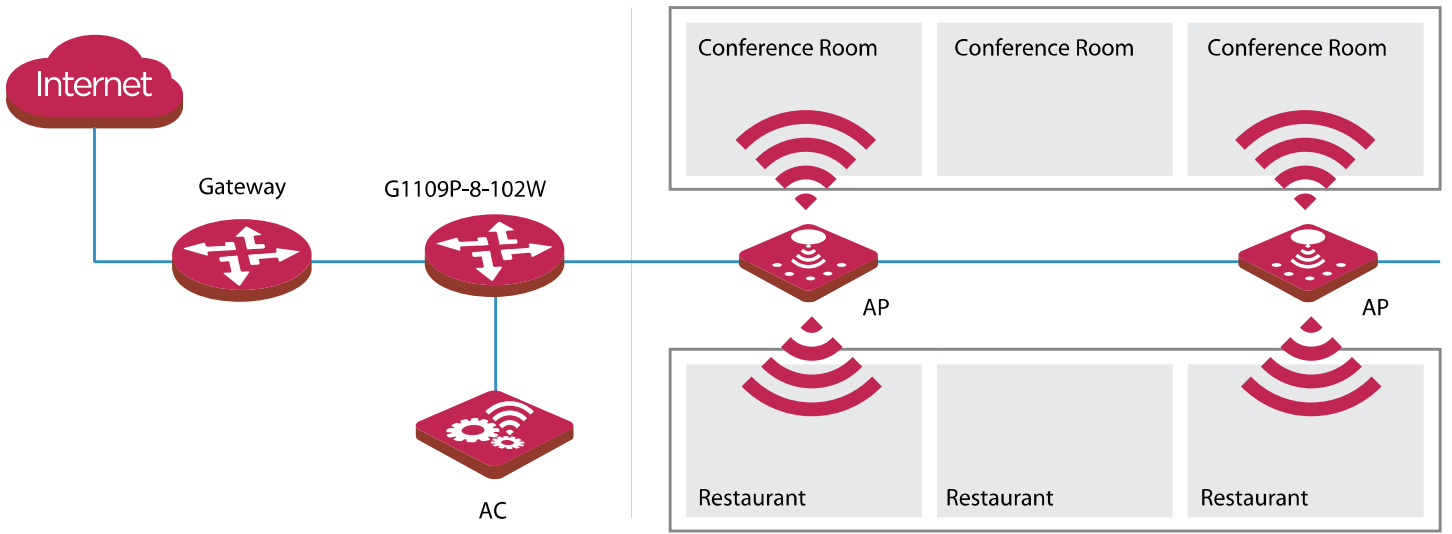 Internet
Gateway
G1109P-8-102W
AC
Conference Room
Conference Room
Conference Room
AP
AP
Restaurant
Restaurant
Restaurant